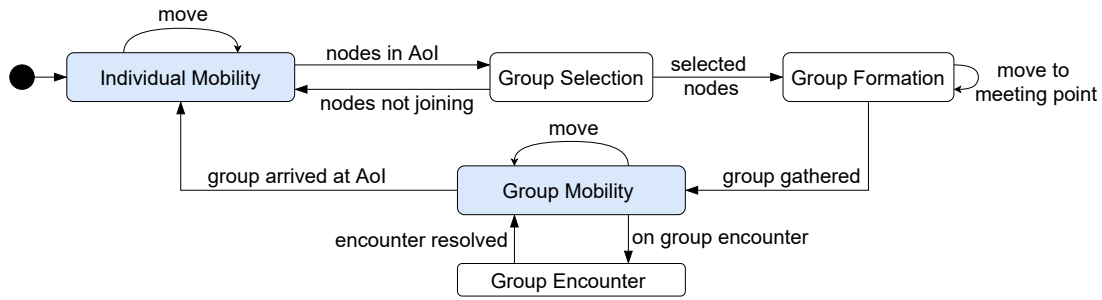 move
Individual Mobility
nodes in AoI
nodes not joining
Group Selection
selected
nodes
Group Formation
move to
meeting point
move
group arrived at AoI
Group Mobility
group gathered
encounter resolved
on group encounter
Group Encounter